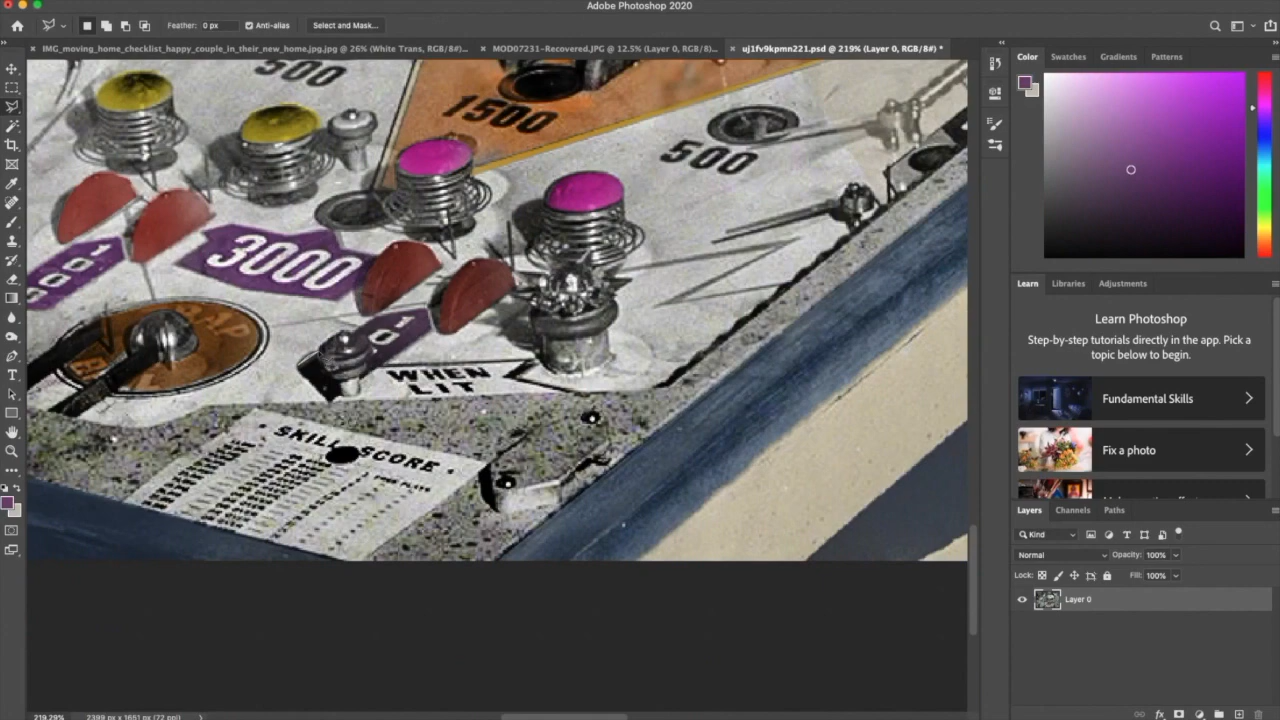 Adobe Photoshop 2020
Feather: 0 px
Anti-alias
Select and Mask...
IMG_moving_home_checklist_happy_couple_in_their_new_home.jpg.jpg @ 26% (White Trans, RGB/8#)...
MOD07231-Recovered.JPG @ 12.5% (Layer 0, RGB/8)...
uj1fv9kpmn221.psd @ 219% (Layer 0, RGB/8#) *
Color
Swatches
Gradients
Patterns
500
1500
500
3000
WHEN
LIT
SKILL SCORE
Learn
Libraries
Adjustments
Learn Photoshop
Step-by-step tutorials directly in the app. Pick a
topic below to begin.
Fundamental Skills
Fix a photo
Layers
Channels
Paths
Kind
Normal
Opacity: 100%
Lock:
Fill: 100%
Layer 0
219.29%
2399 px x 1651 px (72 ppi)